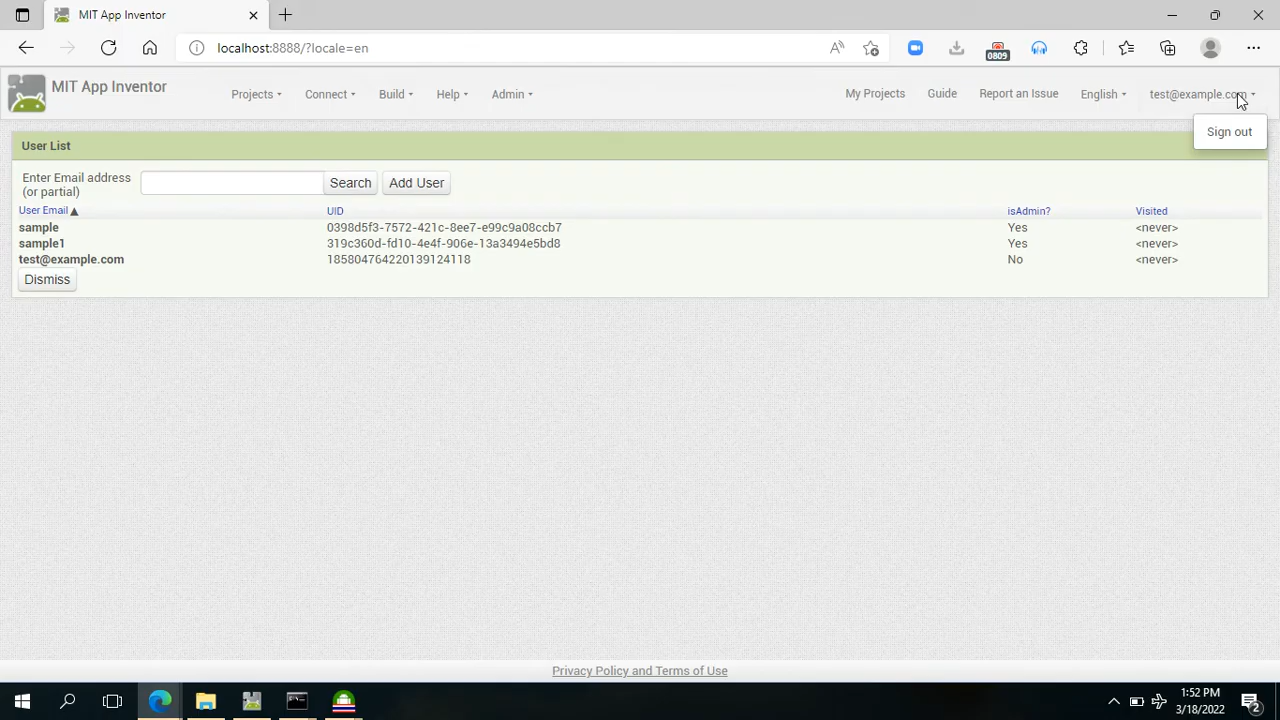 MIT App Inventor
localhost:8888/?locale=en
0809
MIT App Inventor
Projects Connect Build Help Admin My Projects Guide Report an Issue English test@example.com
Sign out
User List
Enter Email address
(or partial)
Search Add User
User Email UID isAdmin? Visited
sample 0398d5f3-7572-421c-8ee7-e99c9a08ccb7 Yes <never>
sample1 319c360d-fd10-4e4f-906e-13a3494e5bd8 Yes <never>
test@example.com 185804764220139124118 No <never>
Dismiss
Privacy Policy and Terms of Use
1:52 PM
3/18/2022
2